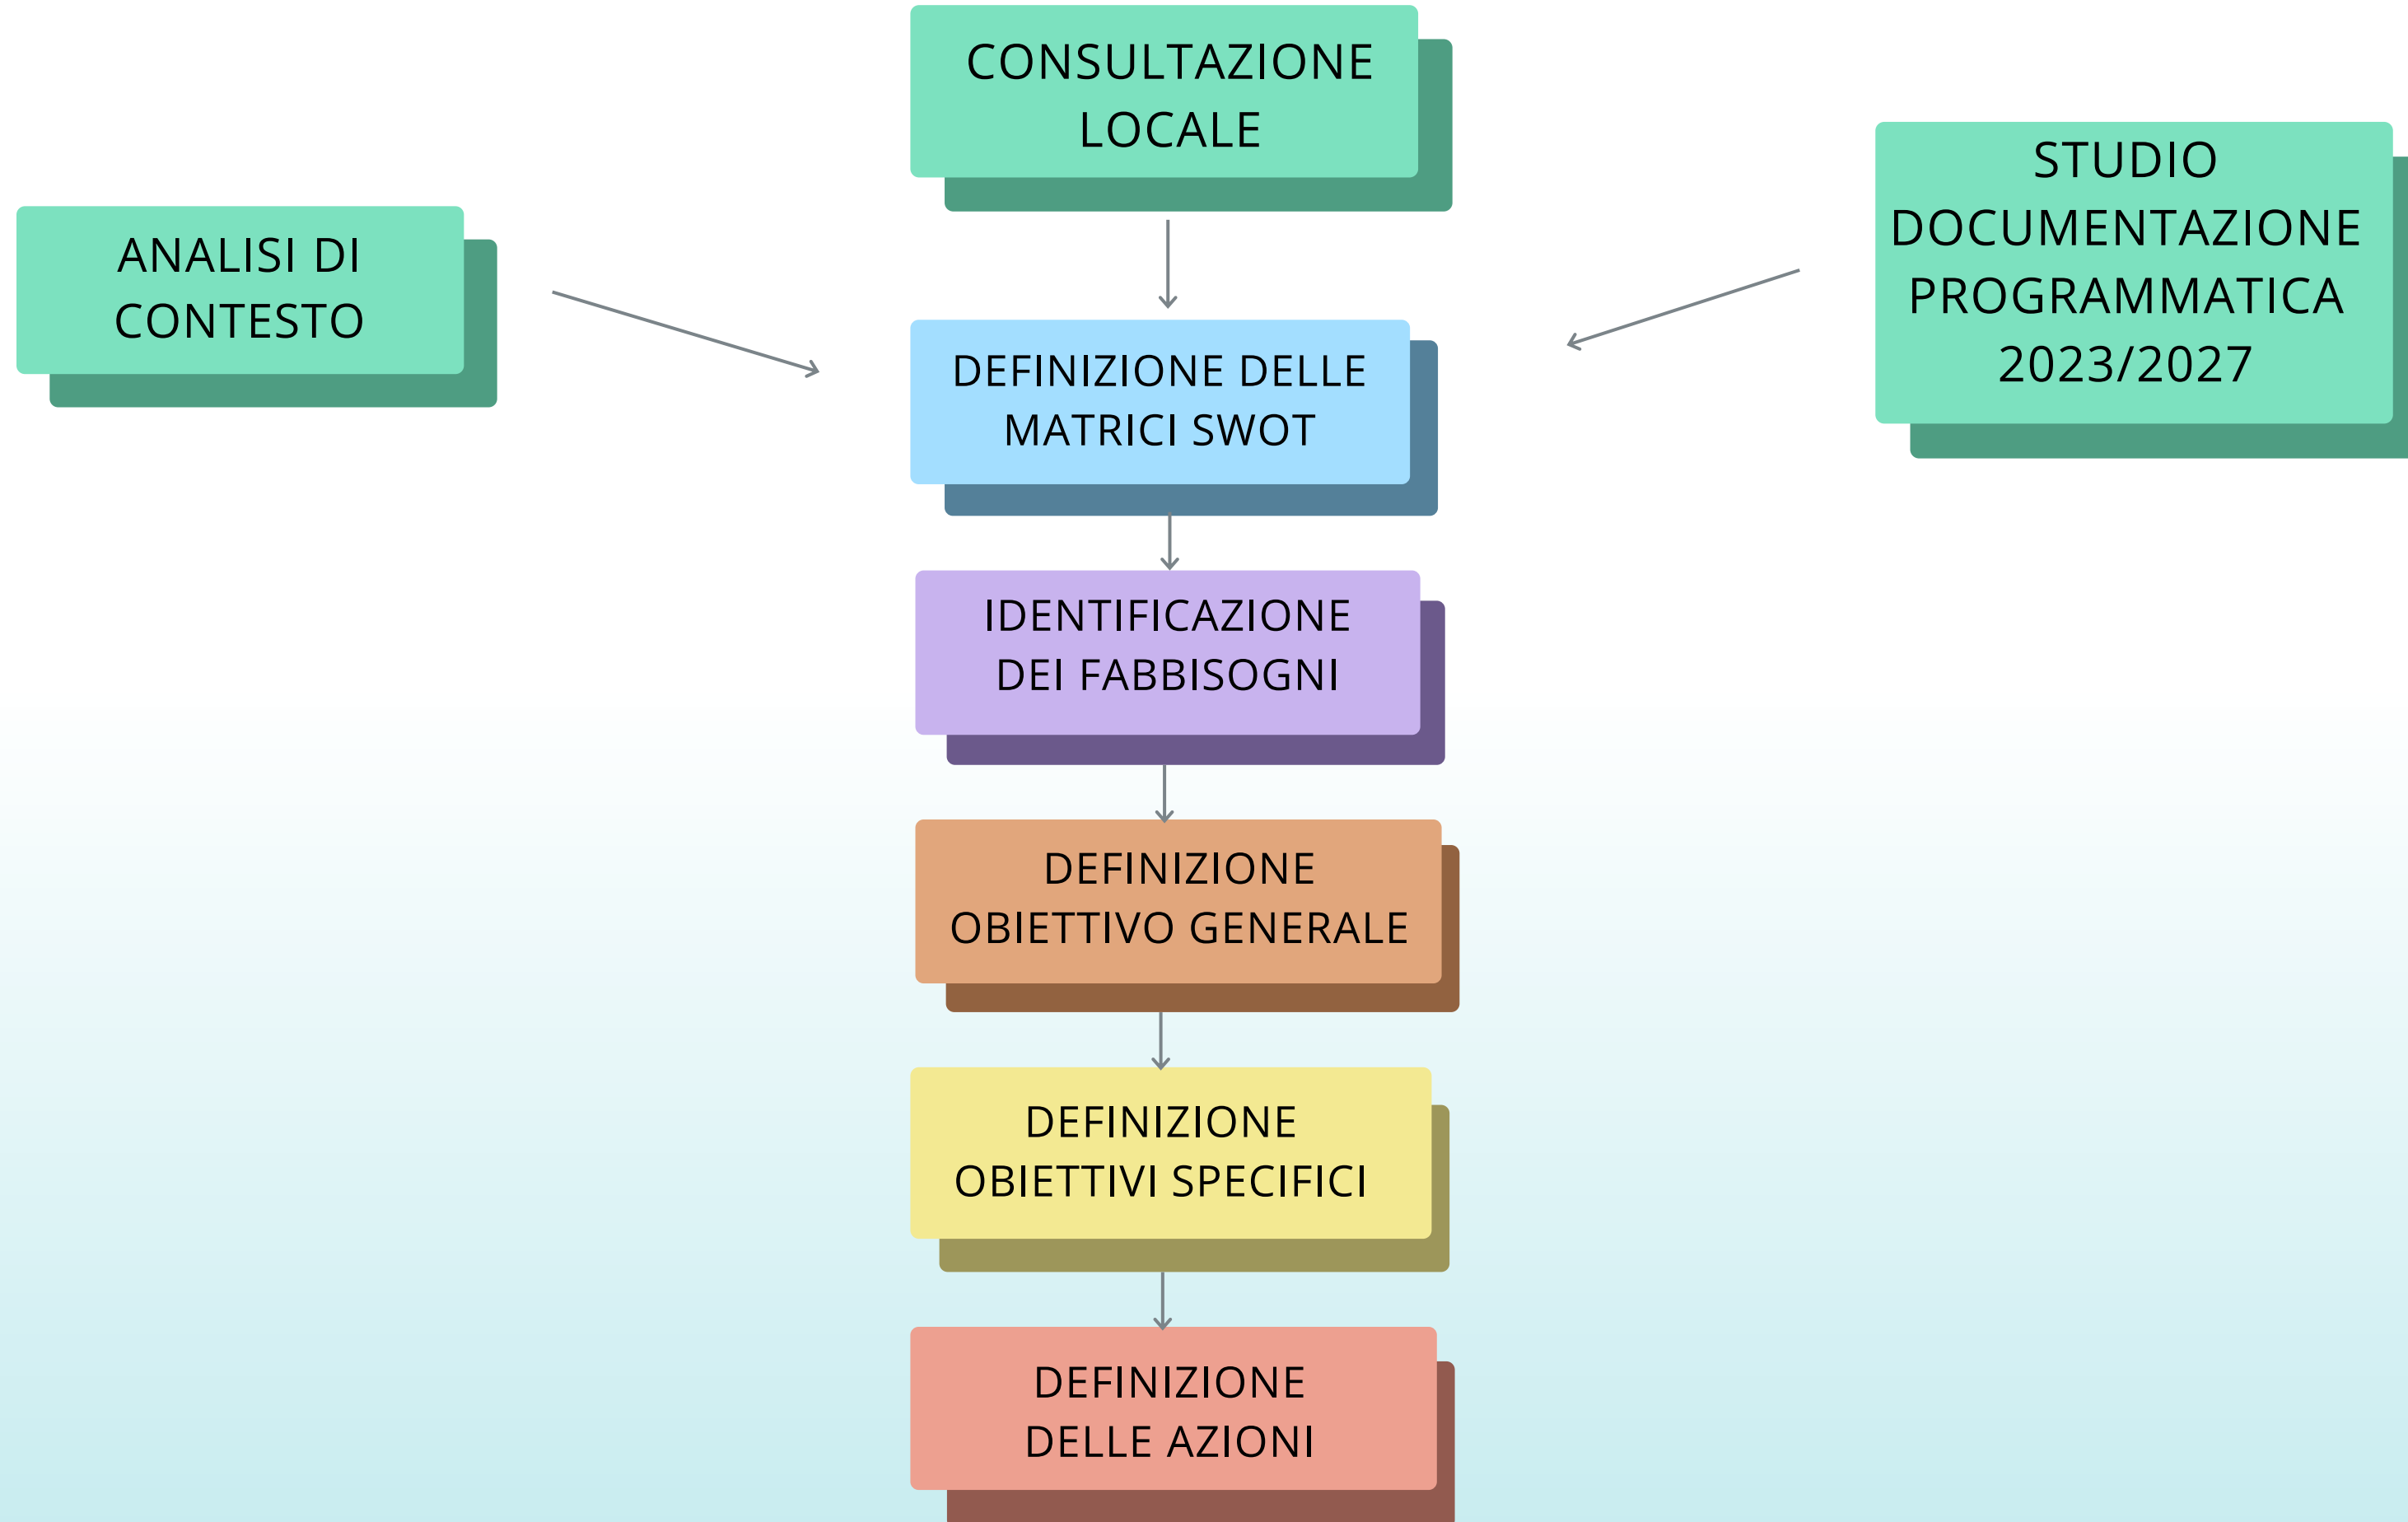 CONSULTAZIONE
LOCALE
ANALISI DI
CONTESTO
STUDIO
DOCUMENTAZIONE
PROGRAMMATICA
2023/2027
DEFINIZIONE DELLE
MATRICI SWOT
IDENTIFICAZIONE
DEI FABBISOGNI
DEFINIZIONE
OBIETTIVO GENERALE
DEFINIZIONE
OBIETTIVI SPECIFICI
DEFINIZIONE
DELLE AZIONI